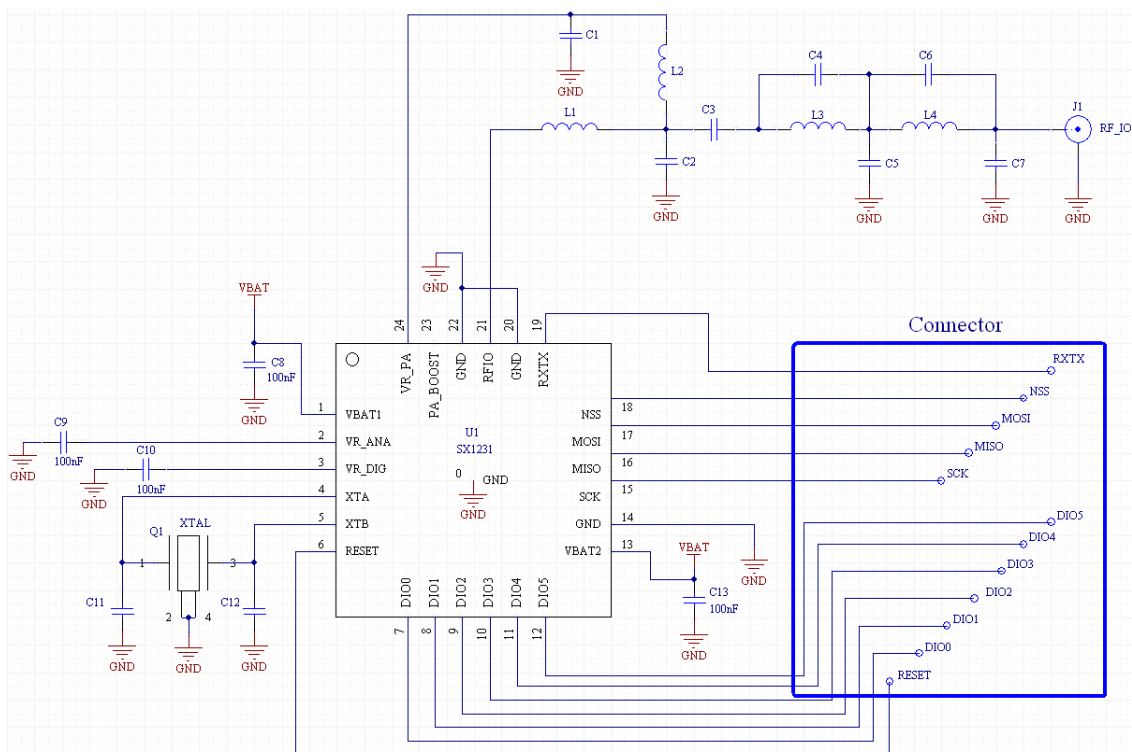 C1
GND
L2
C4
C6
C3
L1
L3
L4
J1
RF_IO
C2
C5
C7
GND
GND
GND
GND
GND
VBAT
24
23
22
21
20
19
Connector
VR_PA
PA_BOOST
GND
RFIO
GND
RXTX
C8
100nF
GND
RXTX
NSS
MOSI
MISO
SCK
1
VBAT1
NSS
18
C9
100nF
GND
2
VR_ANA
U1
SX1231
MOSI
17
C10
100nF
GND
3
VR_DIG
0
GND
GND
MISO
16
4
XTA
SCK
15
5
XTB
GND
14
6
RESET
VBAT2
13
XTAL
Q1
1
3
2
4
C11
C12
GND
GND
GND
VBAT
GND
C13
100nF
GND
DIO0
DIO1
DIO2
DIO3
DIO4
DIO5
7
8
9
10
11
12
DIO5
DIO4
DIO3
DIO2
DIO1
DIO0
RESET